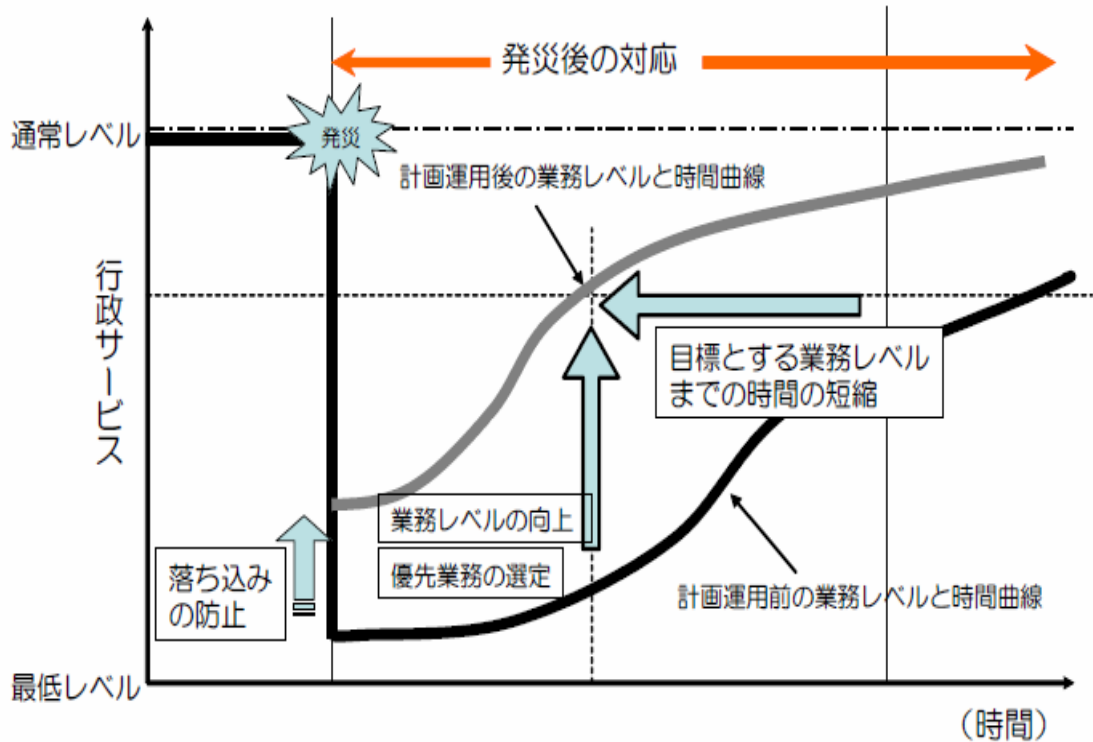 発災後の対応
通常レベル
発災
計画運用後の業務レベルと時間曲線
行政サービス
目標とする業務レベル
までの時間の短縮
業務レベルの向上
優先業務の選定
落ち込み
の防止
計画運用前の業務レベルと時間曲線
最低レベル
（時間）